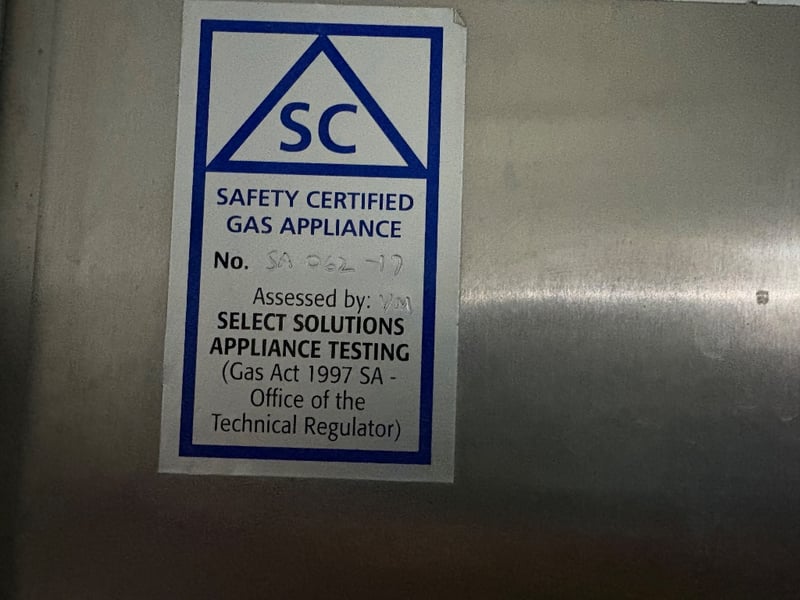 SC
SAFETY CERTIFIED
GAS APPLIANCE
No. SA 062-17
Assessed by: VM
SELECT SOLUTIONS
APPLIANCE TESTING
(Gas Act 1997 SA -
Office of the
Technical Regulator)